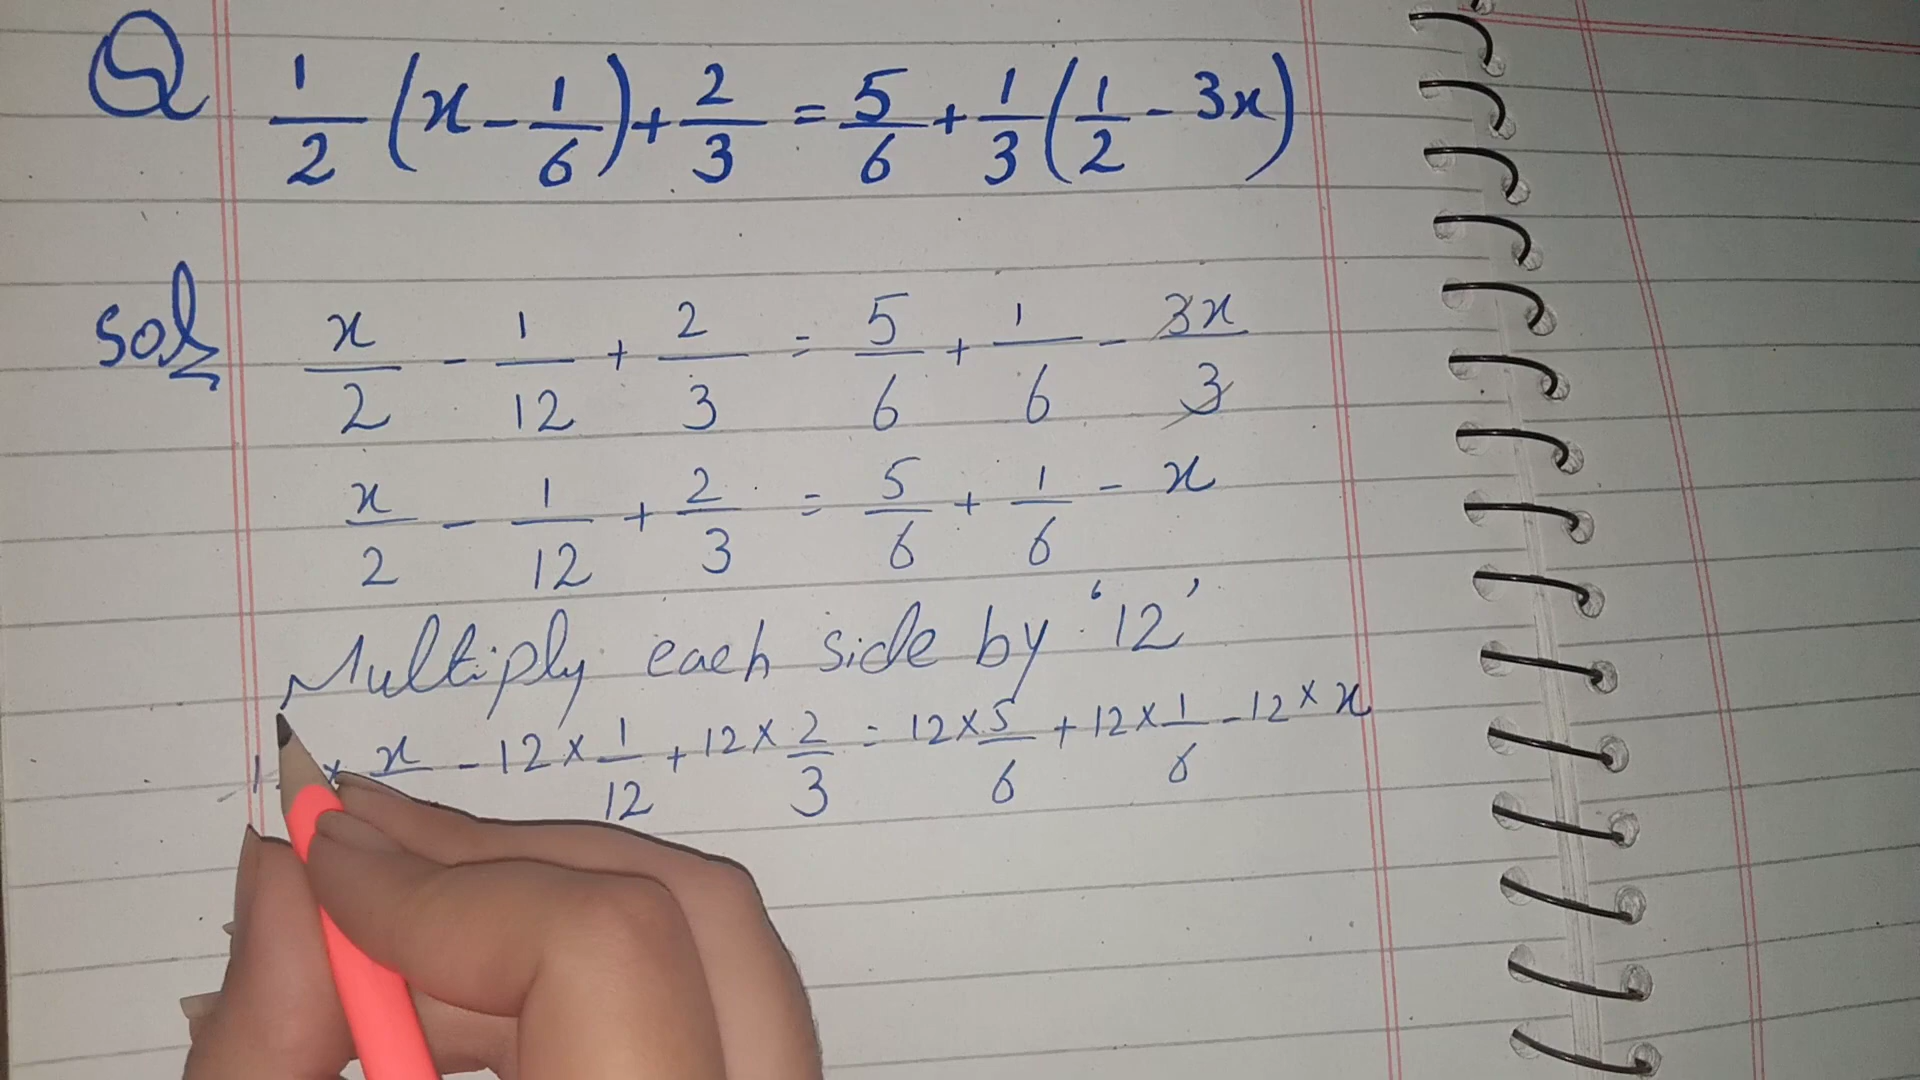 Q 1/2 (x - 1/6) + 2/3 = 5/6 + 1/3 (1/2 - 3x)
Sol x/2 - 1/12 + 2/3 = 5/6 + 1/6 - 3x/3
x/2 - 1/12 + 2/3 = 5/6 + 1/6 - x
Multiply each side by '12'
× x - 12 × 1/12 + 12 × 2/3 = 12 × 5/6 + 12 × 1/6 - 12 × x